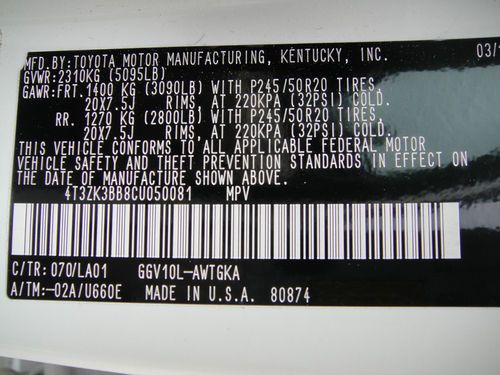 MFD.BY:TOYOTA MOTOR MANUFACTURING, KENTUCKY, INC. 03/
GVWR:2310KG (5095LB)
GAWR:FRT.1400 KG (3090LB) WITH P245/50R20 TIRES,
20X7.5J RIMS, AT 220KPA (32PSI) COLD.
RR. 1270 KG (2800LB) WITH P245/50R20 TIRES,
20X7.5J RIMS, AT 220KPA (32PSI) COLD.
THIS VEHICLE CONFORMS TO ALL APPLICABLE FEDERAL MOTOR
VEHICLE SAFETY AND THEFT PREVENTION STANDARDS IN EFFECT ON
THE DATE OF MANUFACTURE SHOWN ABOVE.
4T3ZK3BB8CU050081 MPV
C/TR: 070/LA01 GGV10L-AWTGKA
A/TM:-02A/U660E MADE IN U.S.A. 80874